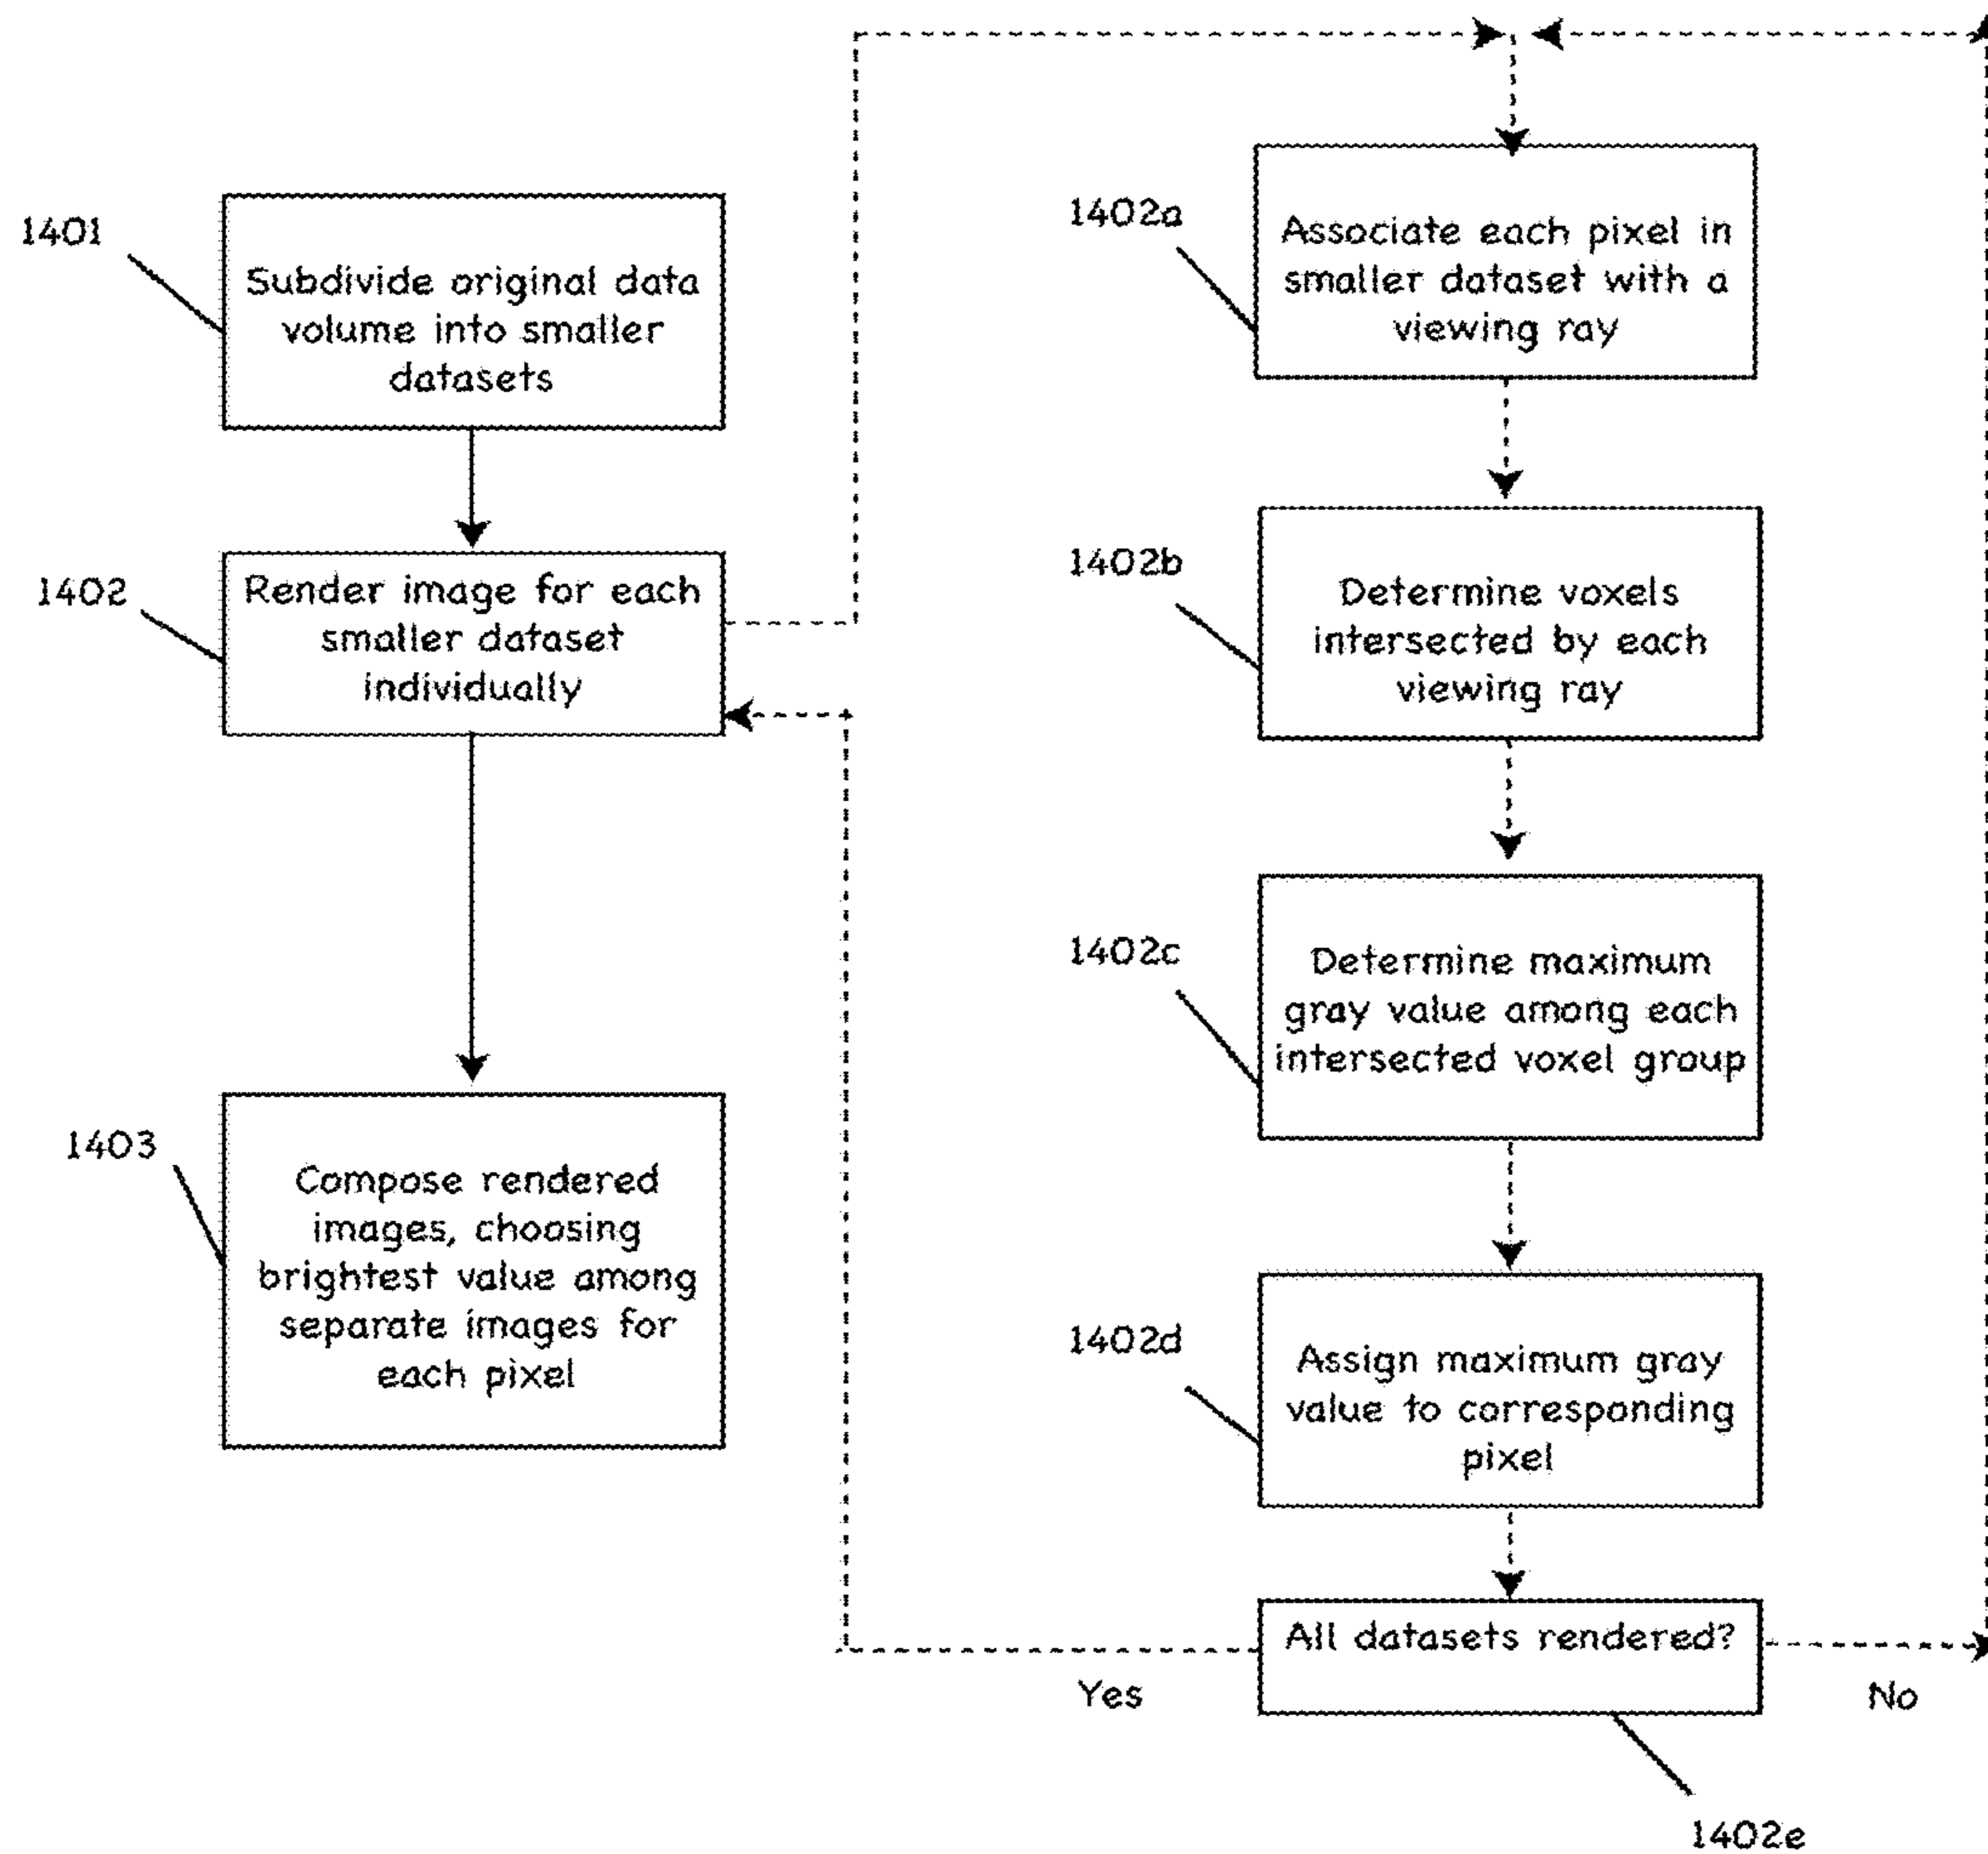 1401
Subdivide original data
volume into smaller
datasets
1402
Render image for each
smaller dataset
individually
1403
Compose rendered
images, choosing
brightest value among
separate images for
each pixel
1402a
Associate each pixel in
smaller dataset with a
viewing ray
1402b
Determine voxels
intersected by each
viewing ray
1402c
Determine maximum
gray value among each
intersected voxel group
1402d
Assign maximum gray
value to corresponding
pixel
All datasets rendered?
Yes
No
1402e